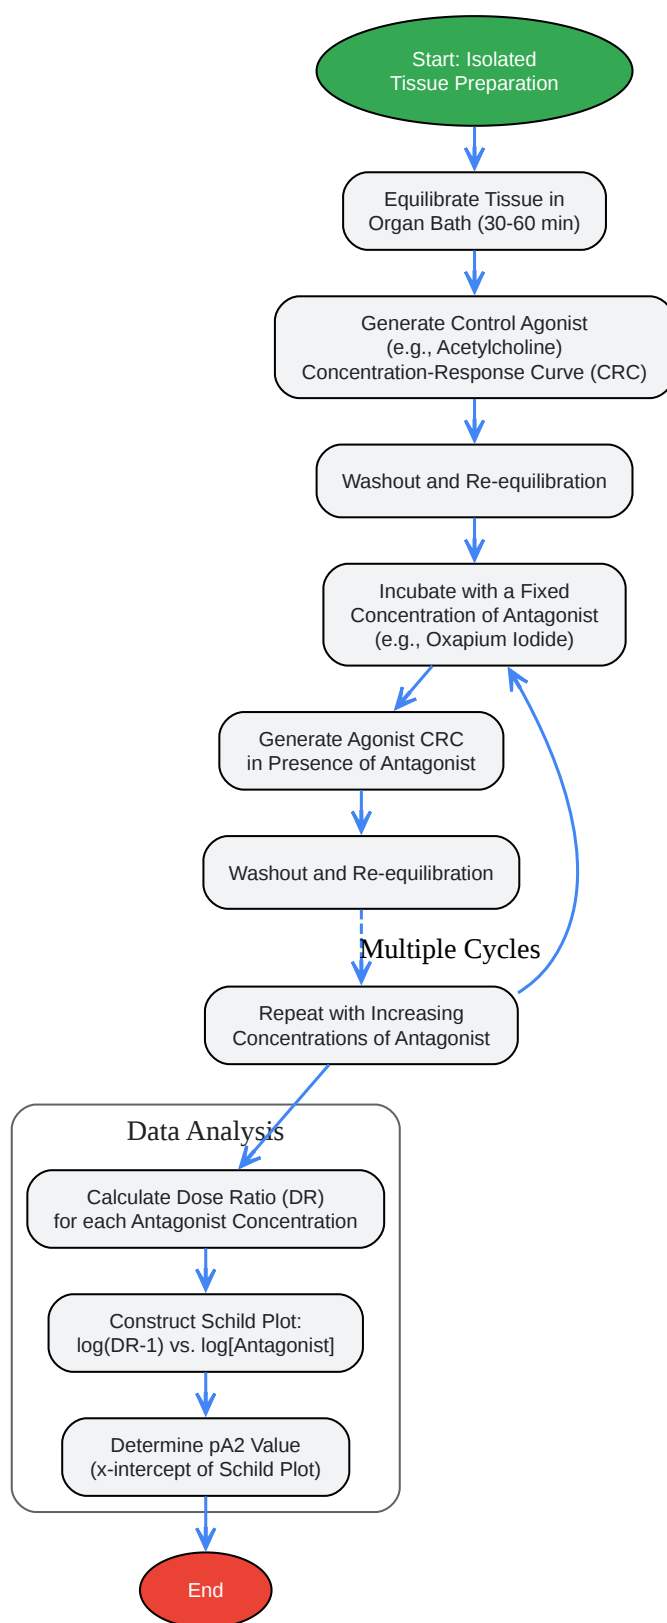 Start: Isolated
Tissue Preparation
Equilibrate Tissue in
Organ Bath (30-60 min)
Generate Control Agonist
(e.g., Acetylcholine)
Concentration-Response Curve (CRC)
Washout and Re-equilibration
Incubate with a Fixed
Concentration of Antagonist
(e.g., Oxapium Iodide)
Generate Agonist CRC
in Presence of Antagonist
Washout and Re-equilibration
Multiple Cycles
Repeat with Increasing
Concentrations of Antagonist
Data Analysis
Calculate Dose Ratio (DR)
for each Antagonist Concentration
Construct Schild Plot:
log(DR-1) vs. log[Antagonist]
Determine pA2 Value
(x-intercept of Schild Plot)
End